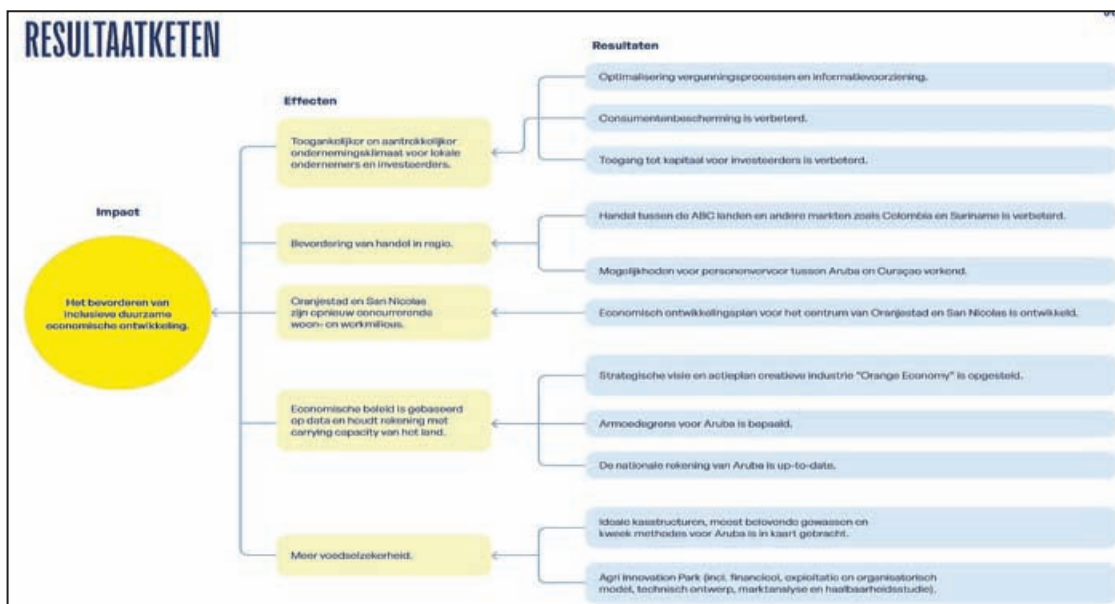 RESULTAATKETEN
Resultaten
Optimalisering vergunningsprocessen en informatievoorziening.
Effecten
Consumentenbescherming is verbeterd.
Toegankelijker en aantrekkelijker
ondernemingsklimaat voor lokale
ondernemers en investeerders.
Toegang tot kapitaal voor investeerders is verbeterd.
Impact
Handel tussen de ABC landen en andere markten zoals Colombia en Suriname is verbeterd.
Bevordering van handel in regio.
Mogelijkheden voor personenvervoer tussen Aruba en Curaçao verkend.
Het bevorderen van
inclusieve duurzame
economische ontwikkeling.
Oranjestad en San Nicolas
zijn opnieuw concurrerende
woon- en werkmilieus.
Economisch ontwikkelingsplan voor het centrum van Oranjestad en San Nicolas is ontwikkeld.
Strategische visie en actieplan creatieve industrie "Orange Economy" is opgesteld.
Economische beleid is gebaseerd
op data en houdt rekening met
carrying capacity van het land.
Armoedegrens voor Aruba is bepaald.
De nationale rekening van Aruba is up-to-date.
Ideale kasstructuren, meest belovende gewassen en
kweek methodes voor Aruba is in kaart gebracht.
Meer voedselzekerheid.
Agri Innovation Park (incl. financieel, exploitatie en organisatorisch
model, technisch ontwerp, marktanalyse en haalbaarheidsstudie).